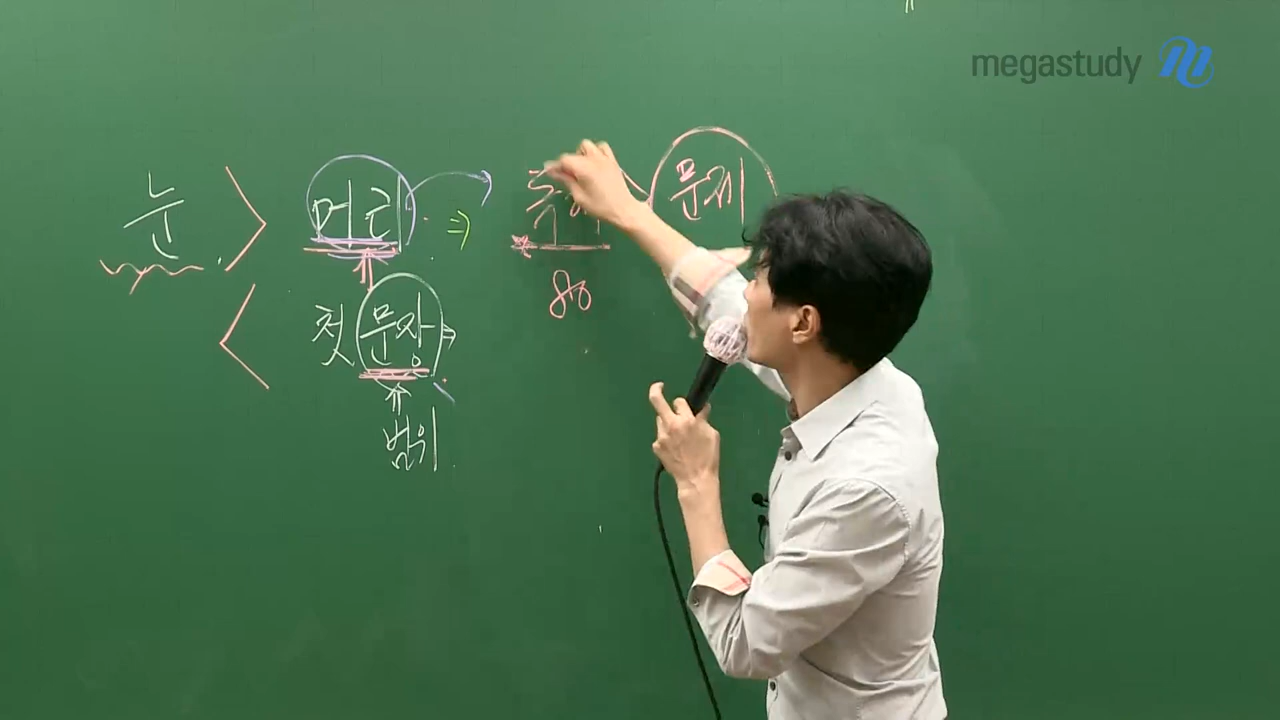 megastudy
눈 > 머리 ⇒ 문제
80
< 첫 문장 ⇒
범위